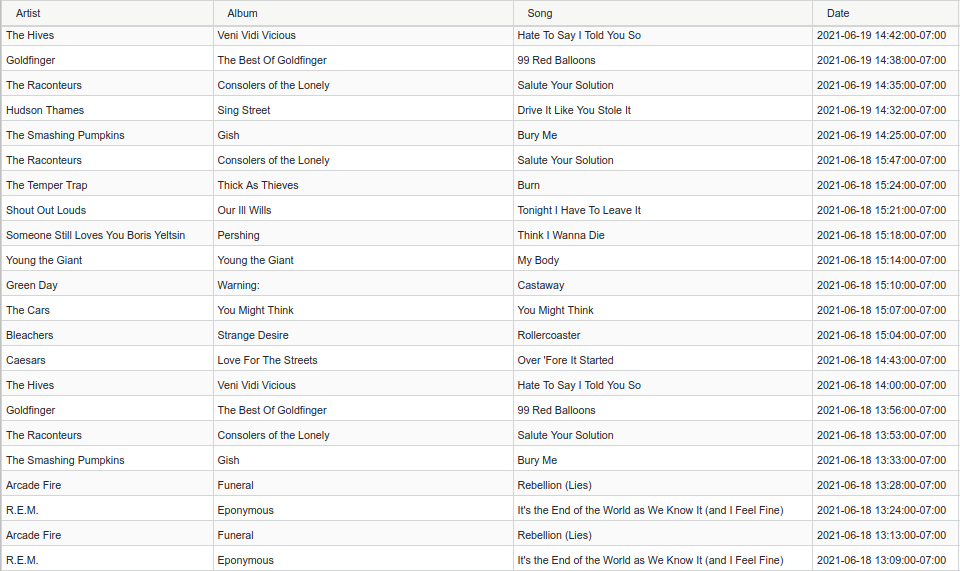 Artist Album Song Date
The Hives Veni Vidi Vicious Hate To Say I Told You So 2021-06-19 14:42:00-07:00
Goldfinger The Best Of Goldfinger 99 Red Balloons 2021-06-19 14:38:00-07:00
The Raconteurs Consolers of the Lonely Salute Your Solution 2021-06-19 14:35:00-07:00
Hudson Thames Sing Street Drive It Like You Stole It 2021-06-19 14:32:00-07:00
The Smashing Pumpkins Gish Bury Me 2021-06-19 14:25:00-07:00
The Raconteurs Consolers of the Lonely Salute Your Solution 2021-06-18 15:47:00-07:00
The Temper Trap Thick As Thieves Burn 2021-06-18 15:24:00-07:00
Shout Out Louds Our Ill Wills Tonight I Have To Leave It 2021-06-18 15:21:00-07:00
Someone Still Loves You Boris Yeltsin Pershing Think I Wanna Die 2021-06-18 15:18:00-07:00
Young the Giant Young the Giant My Body 2021-06-18 15:14:00-07:00
Green Day Warning: Castaway 2021-06-18 15:10:00-07:00
The Cars You Might Think You Might Think 2021-06-18 15:07:00-07:00
Bleachers Strange Desire Rollercoaster 2021-06-18 15:04:00-07:00
Caesars Love For The Streets Over 'Fore It Started 2021-06-18 14:43:00-07:00
The Hives Veni Vidi Vicious Hate To Say I Told You So 2021-06-18 14:00:00-07:00
Goldfinger The Best Of Goldfinger 99 Red Balloons 2021-06-18 13:56:00-07:00
The Raconteurs Consolers of the Lonely Salute Your Solution 2021-06-18 13:53:00-07:00
The Smashing Pumpkins Gish Bury Me 2021-06-18 13:33:00-07:00
Arcade Fire Funeral Rebellion (Lies) 2021-06-18 13:28:00-07:00
R.E.M. Eponymous It's the End of the World as We Know It (and I Feel Fine) 2021-06-18 13:24:00-07:00
Arcade Fire Funeral Rebellion (Lies) 2021-06-18 13:13:00-07:00
R.E.M. Eponymous It's the End of the World as We Know It (and I Feel Fine) 2021-06-18 13:09:00-07:00